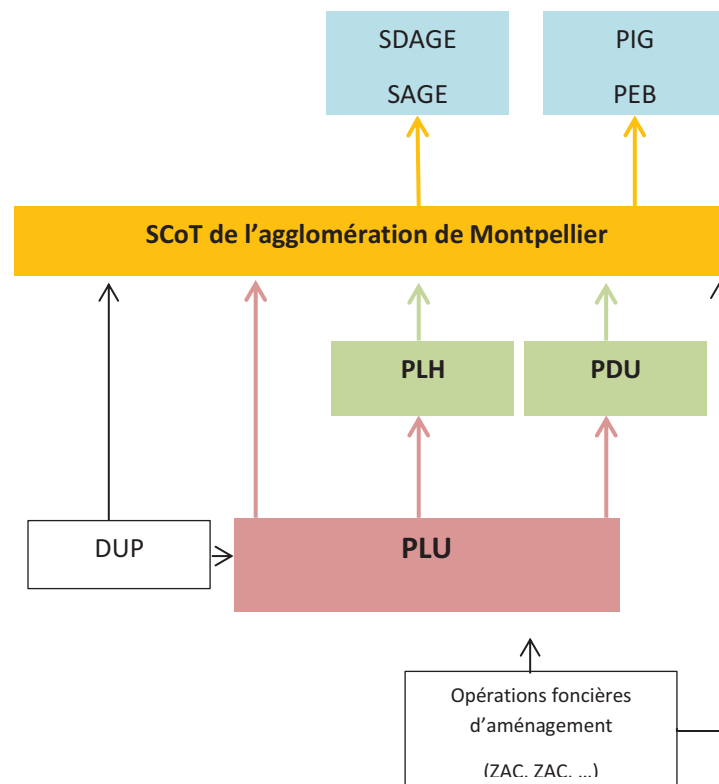 SDAGE
SAGE
PIG
PEB
SCoT de l'agglomération de Montpellier
PLH
PDU
DUP
PLU
Opérations foncières
d'aménagement
(ZAC, ZAC, ...)